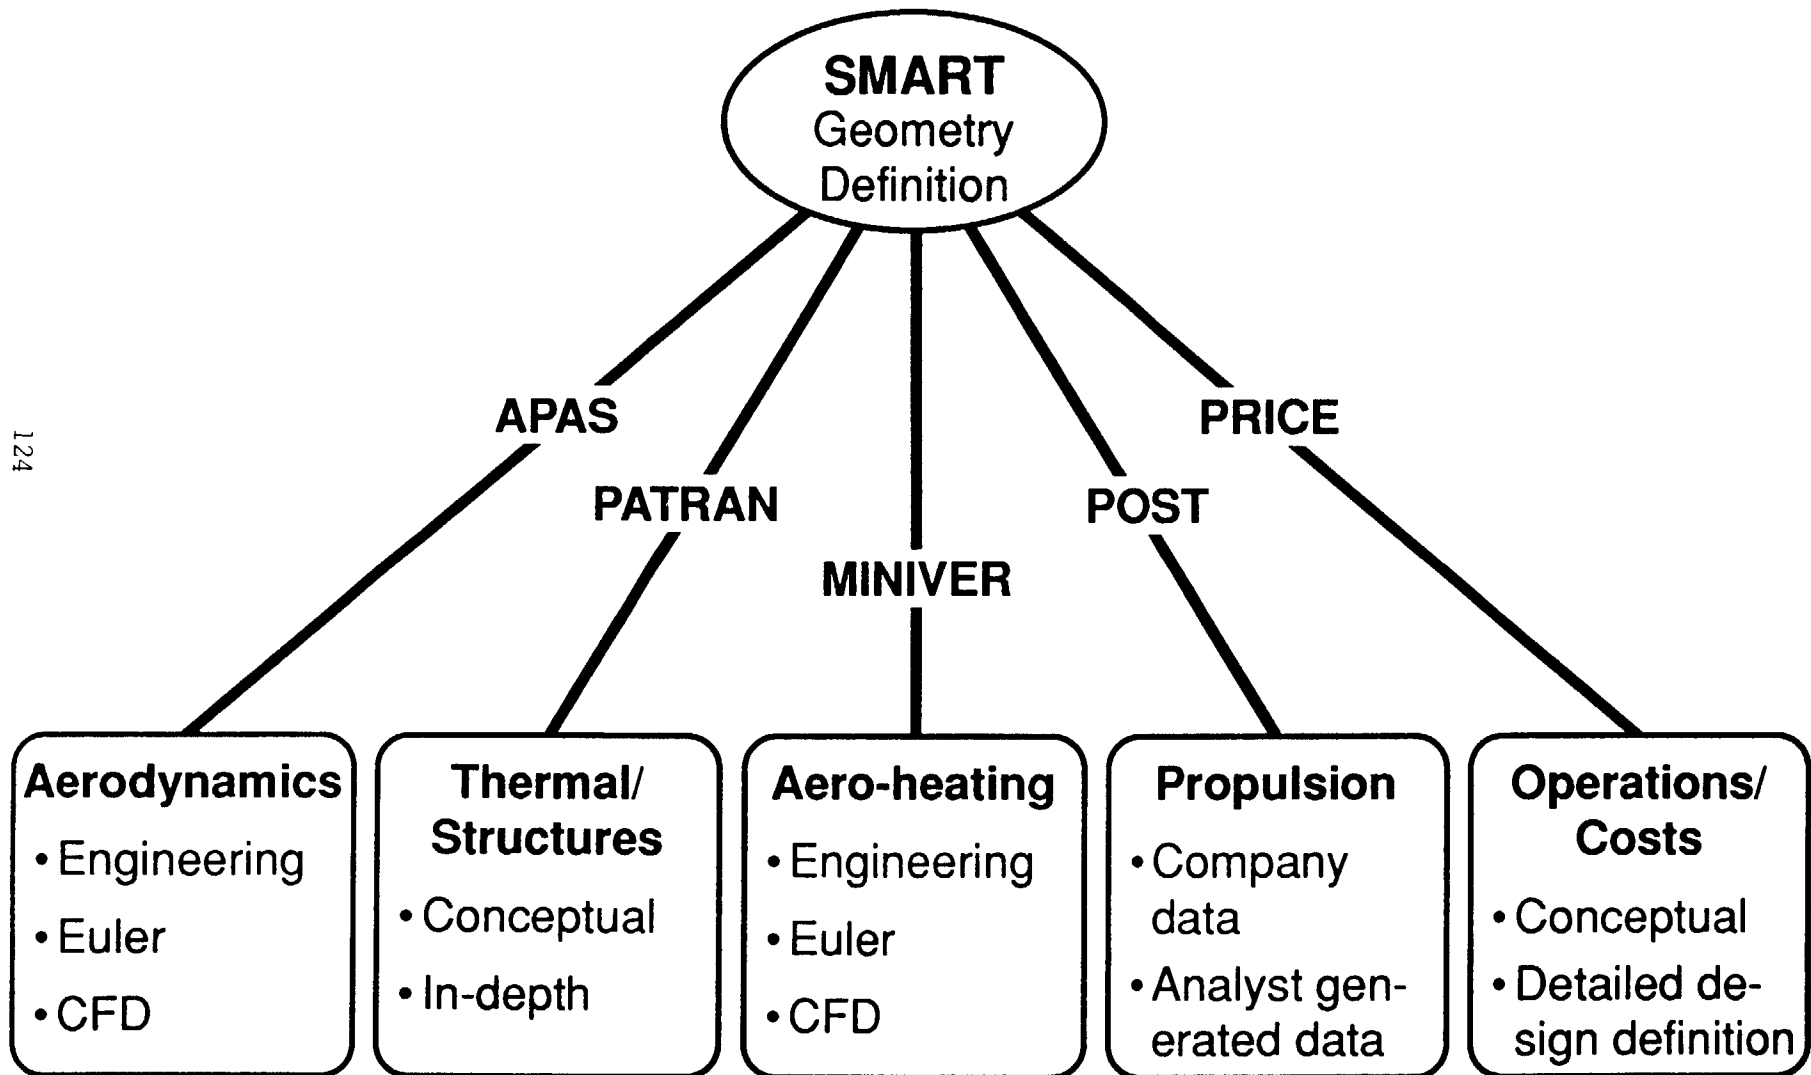 SMART
Geometry
Definition
APAS
PRICE
PATRAN
POST
MINIVER
124
Aerodynamics
• Engineering
• Euler
• CFD
Thermal/
Structures
• Conceptual
• In-depth
Aero-heating
• Engineering
• Euler
• CFD
Propulsion
• Company
data
• Analyst gen-
erated data
Operations/
Costs
• Conceptual
• Detailed de-
sign definition